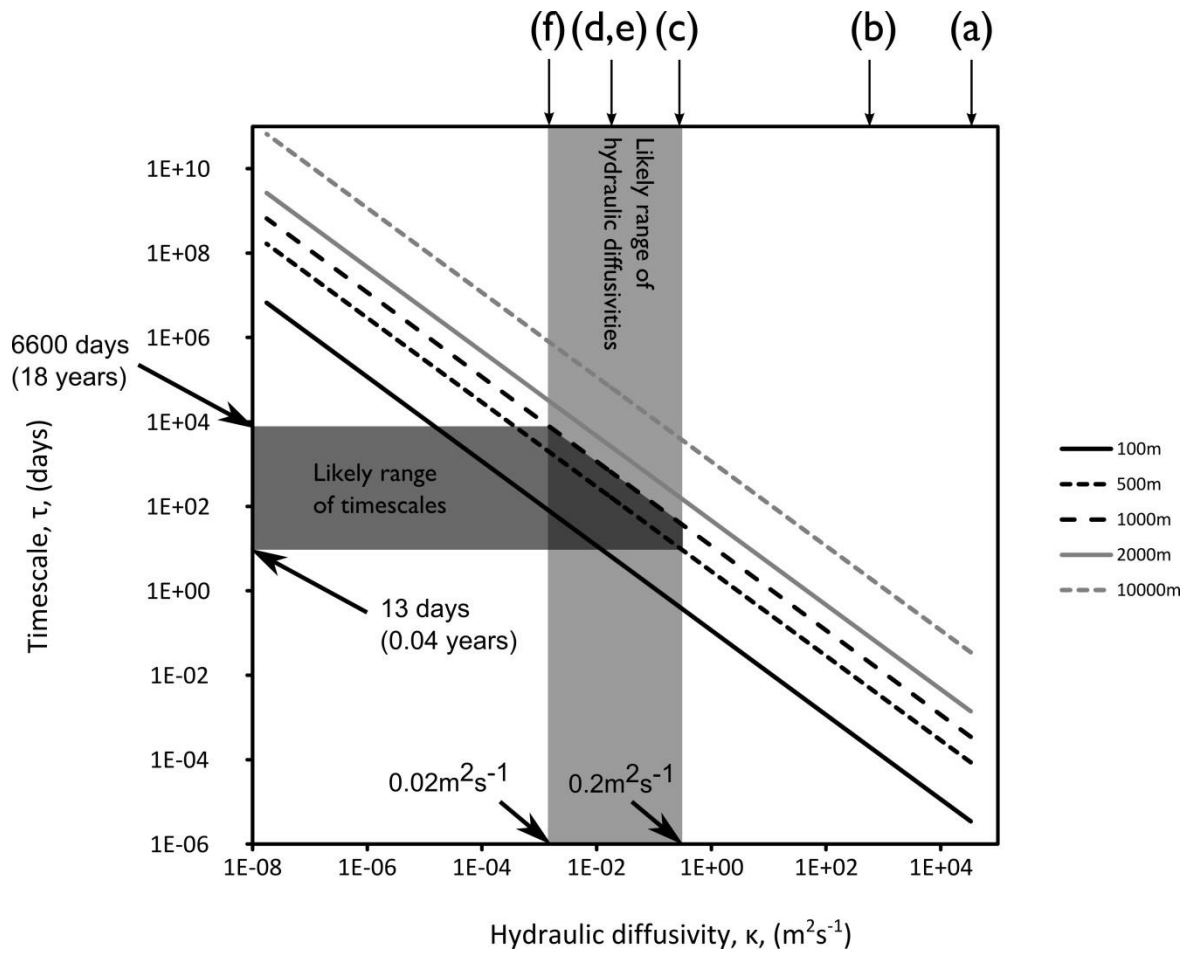 (f) (d,e) (c) (b) (a)
Likely range of
hydraulic diffusivities
1E+10
1E+08
1E+06
1E+04
1E+02
1E+00
1E-02
1E-04
1E-06
6600 days
(18 years)
Timescale, τ, (days)
Likely range
of timescales
13 days
(0.04 years)
0.02m²s⁻¹
0.2m²s⁻¹
1E-08 1E-06 1E-04 1E-02 1E+00 1E+02 1E+04
Hydraulic diffusivity, κ, (m²s⁻¹)
100m
500m
1000m
2000m
10000m